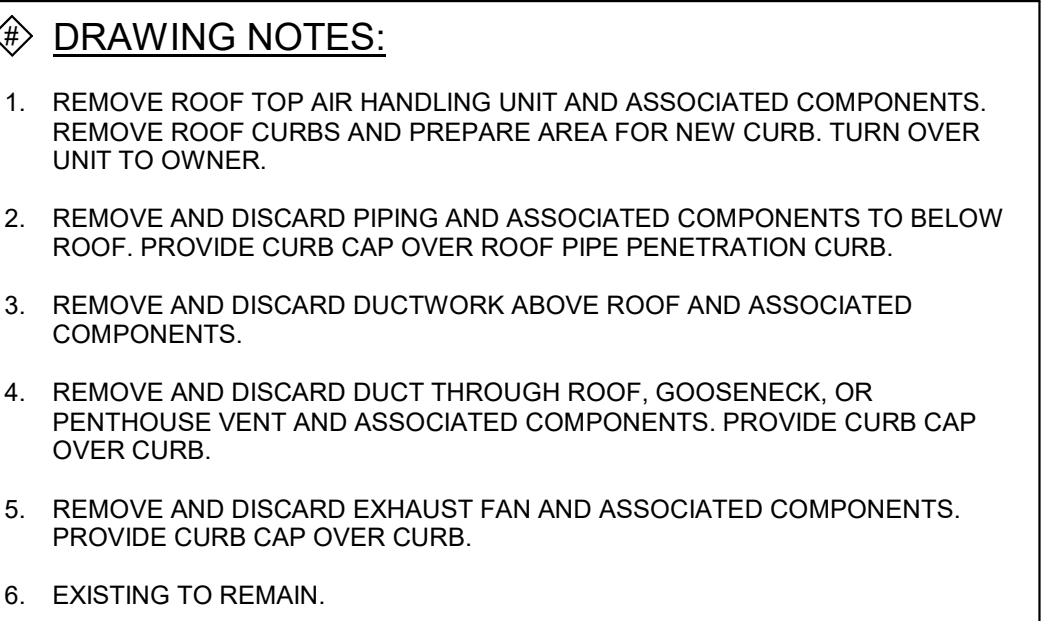 # DRAWING NOTES:
1. REMOVE ROOF TOP AIR HANDLING UNIT AND ASSOCIATED COMPONENTS.
REMOVE ROOF CURBS AND PREPARE AREA FOR NEW CURB. TURN OVER
UNIT TO OWNER.
2. REMOVE AND DISCARD PIPING AND ASSOCIATED COMPONENTS TO BELOW
ROOF. PROVIDE CURB CAP OVER ROOF PIPE PENETRATION CURB.
3. REMOVE AND DISCARD DUCTWORK ABOVE ROOF AND ASSOCIATED
COMPONENTS.
4. REMOVE AND DISCARD DUCT THROUGH ROOF, GOOSENECK, OR
PENTHOUSE VENT AND ASSOCIATED COMPONENTS. PROVIDE CURB CAP
OVER CURB.
5. REMOVE AND DISCARD EXHAUST FAN AND ASSOCIATED COMPONENTS.
PROVIDE CURB CAP OVER CURB.
6. EXISTING TO REMAIN.